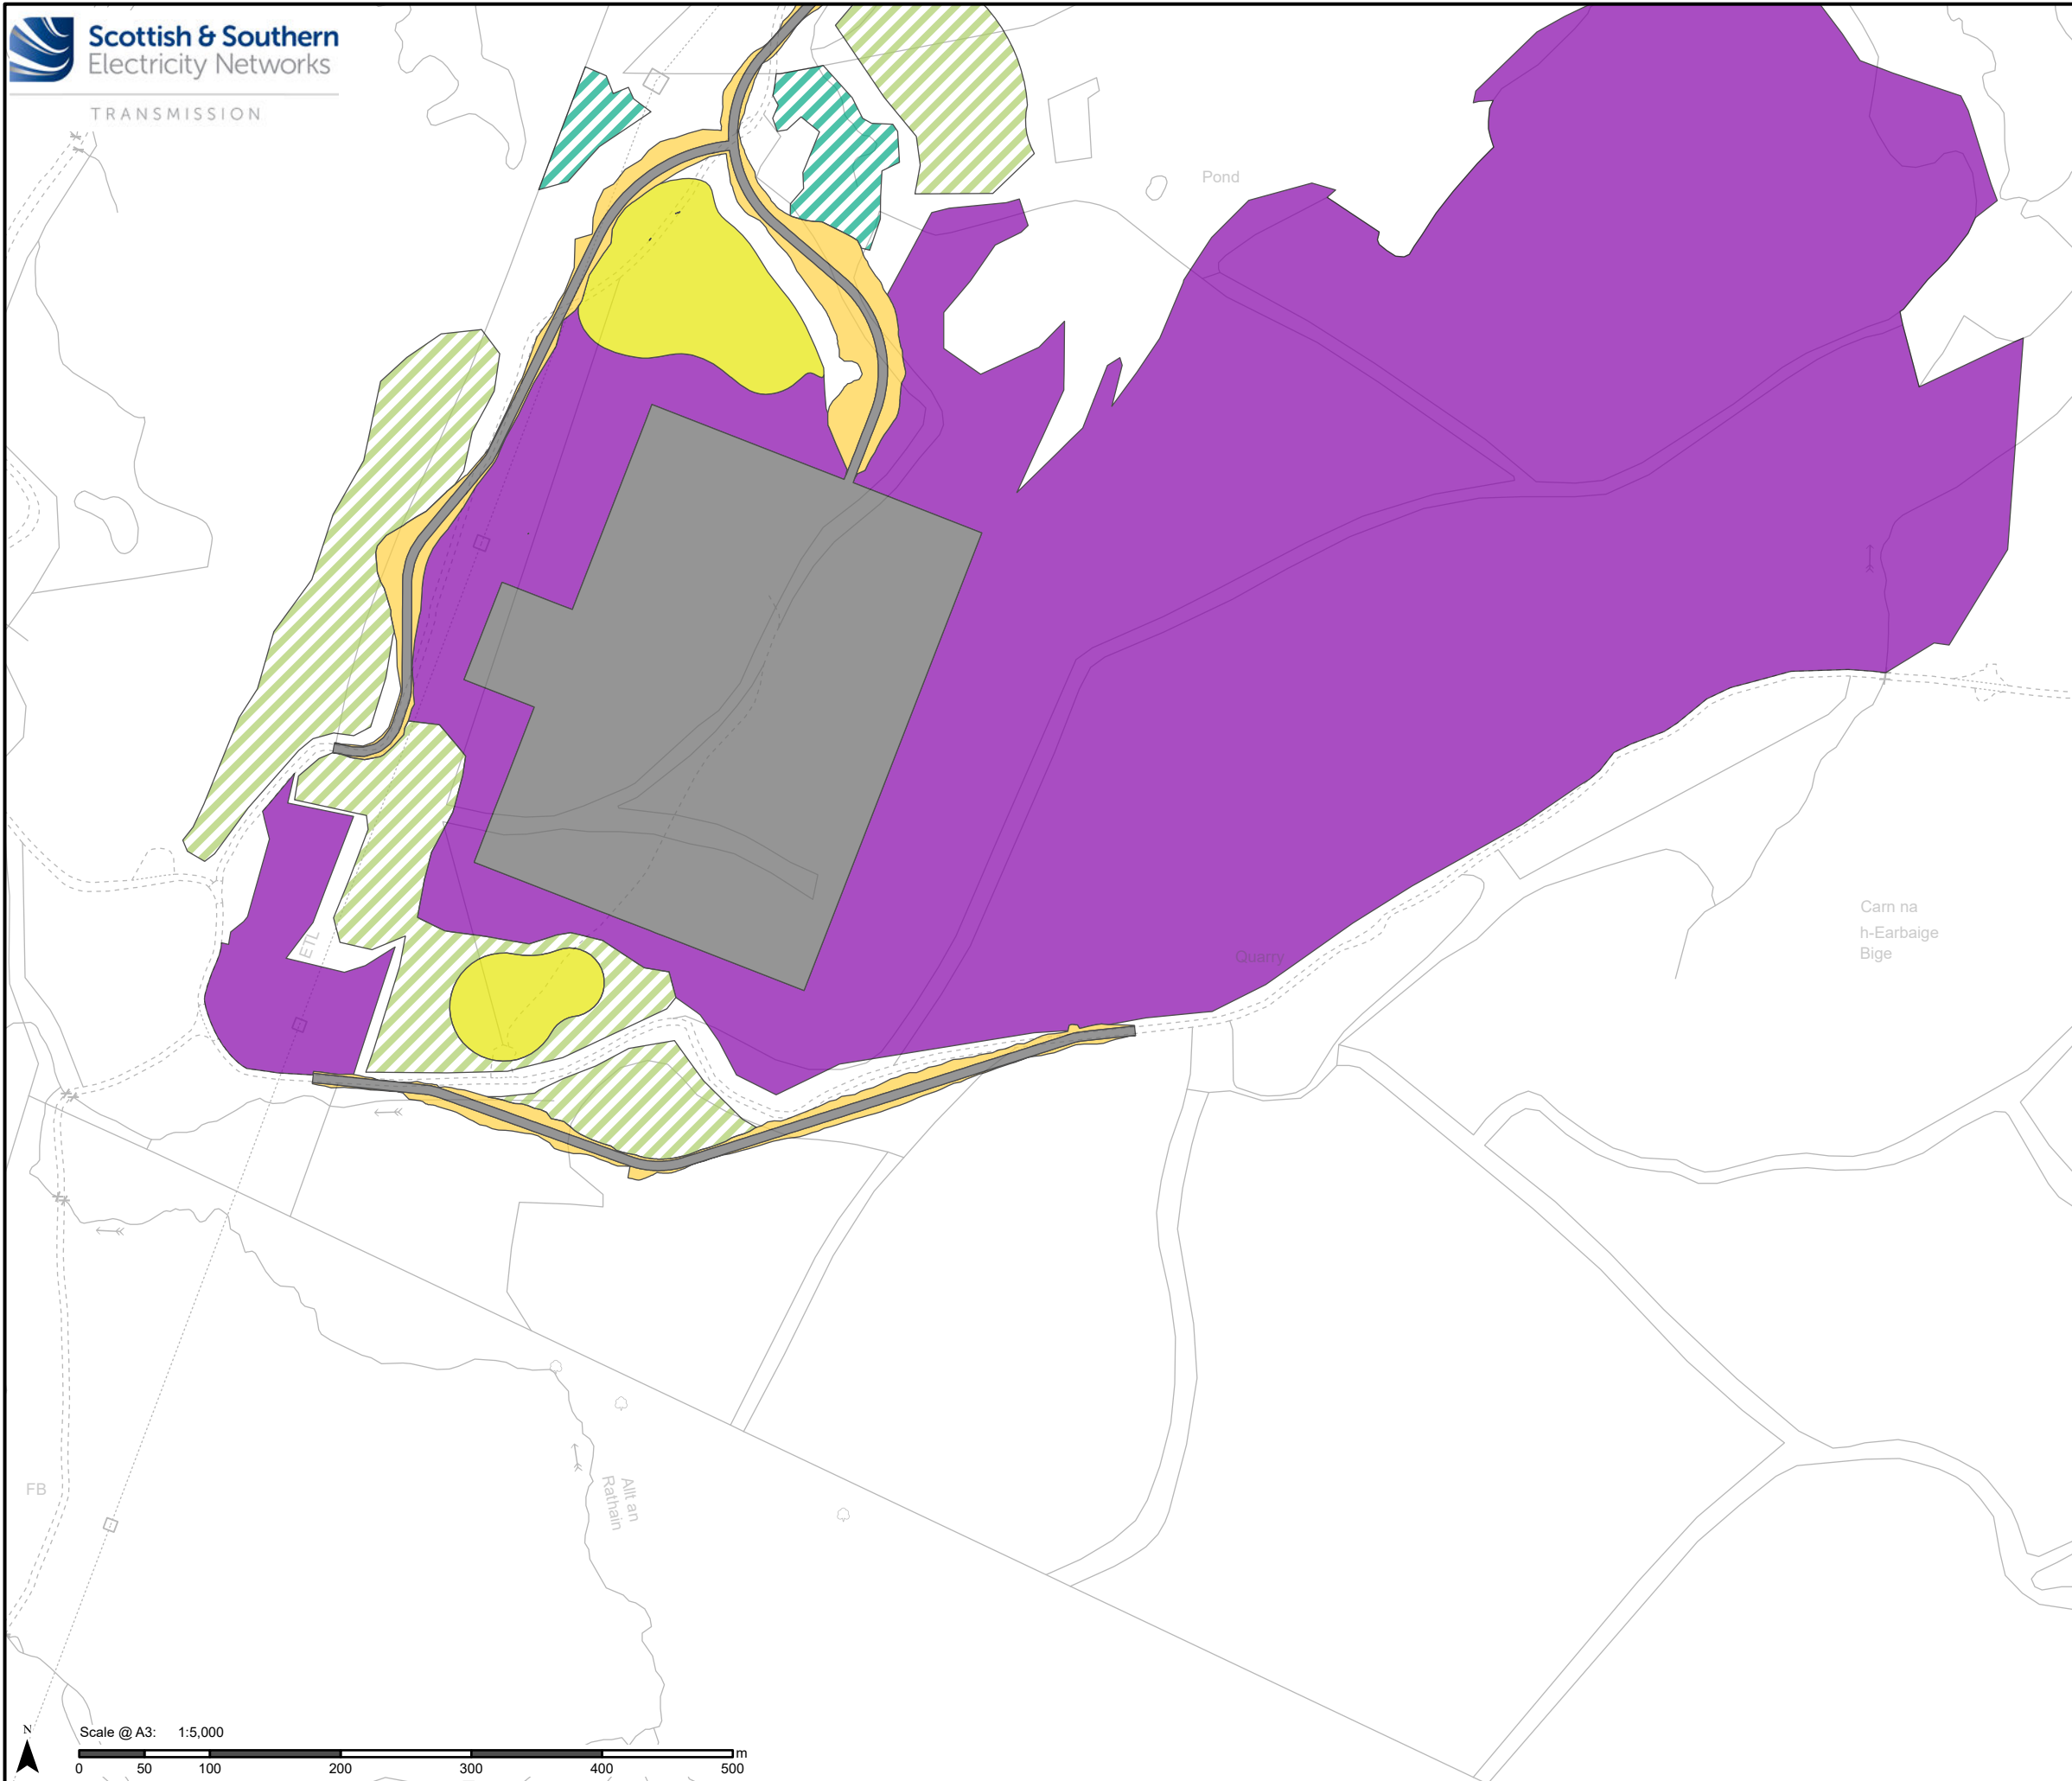 Scottish & Southern
Electricity Networks
TRANSMISSION
Pond
ETL
Quarry
Carn na
h-Earbaige
Bige
FB
Allt an
Rathain
N
Scale @ A3: 1:5,000
0 50 100 200 300 400 500 m